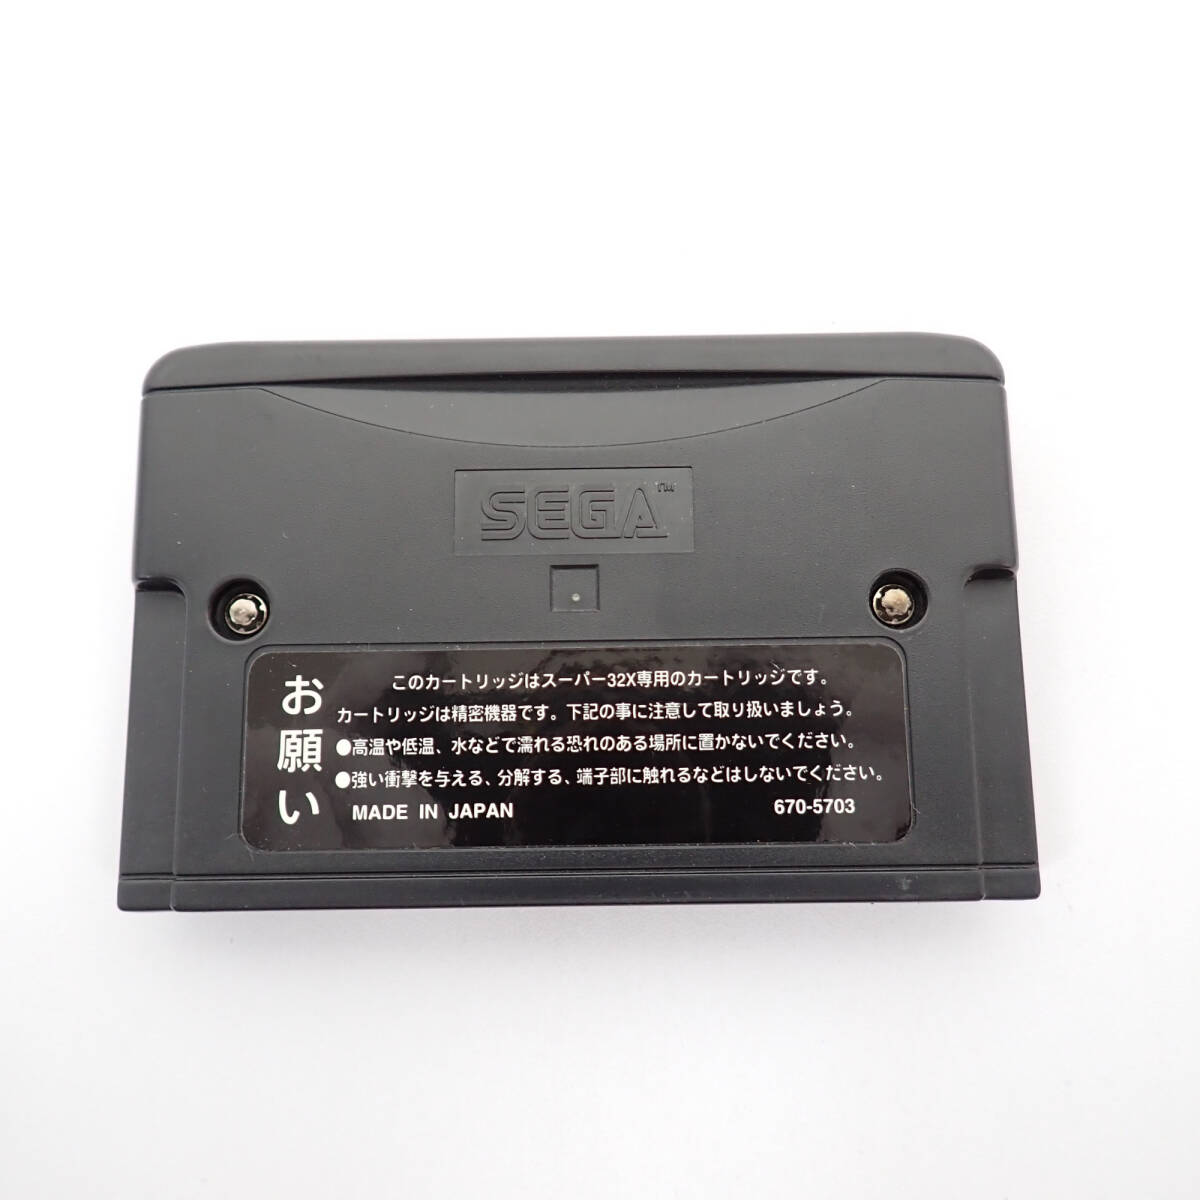 SEGA™
お願い
このカートリッジはスーパー32X専用のカートリッジです。
カートリッジは精密機器です。下記の事に注意して取り扱いましょう。
●高温や低温、水などで濡れる恐れのある場所に置かないでください。
●強い衝撃を与える、分解する、端子部に触れるなどはしないでください。
MADE IN JAPAN 670-5703